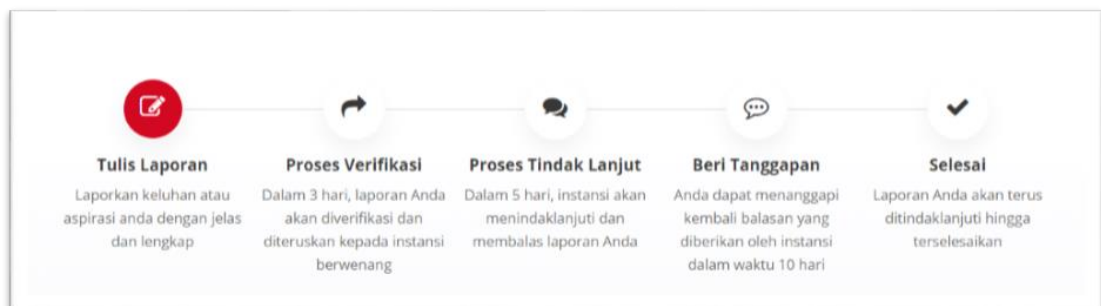 Tulis Laporan
Laporkan keluhan atau
aspirasi anda dengan jelas
dan lengkap
Proses Verifikasi
Dalam 3 hari, laporan Anda
akan diverifikasi dan
diteruskan kepada instansi
berwenang
Proses Tindak Lanjut
Dalam 5 hari, instansi akan
menindaklanjuti dan
membalas laporan Anda
Beri Tanggapan
Anda dapat menanggapi
kembali balasan yang
diberikan oleh instansi
dalam waktu 10 hari
Selesai
Laporan Anda akan terus
ditindaklanjuti hingga
terselesaikan